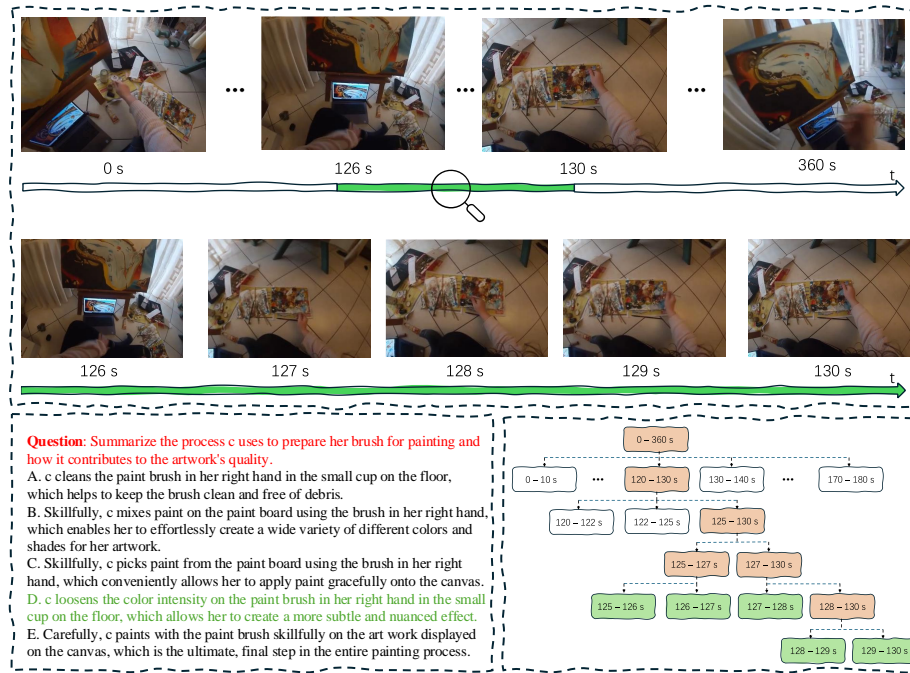 0 s
126 s
130 s
360 s
t
126 s
127 s
128 s
129 s
130 s
t
Question: Summarize the process c uses to prepare her brush for painting and
how it contributes to the artwork's quality.
A. c cleans the paint brush in her right hand in the small cup on the floor,
which helps to keep the brush clean and free of debris.
B. Skillfully, c mixes paint on the paint board using the brush in her right hand,
which enables her to effortlessly create a wide variety of different colors and
shades for her artwork.
C. Skillfully, c picks paint from the paint board using the brush in her right
hand, which conveniently allows her to apply paint gracefully onto the canvas.
D. c loosens the color intensity on the paint brush in her right hand in the small
cup on the floor, which allows her to create a more subtle and nuanced effect.
E. Carefully, c paints with the paint brush skillfully on the art work displayed
on the canvas, which is the ultimate, final step in the entire painting process.
0 – 360 s
0 – 10 s
120 – 130 s
130 – 140 s
170 – 180 s
120 – 122 s
122 – 125 s
125 – 130 s
125 – 127 s
127 – 130 s
125 – 126 s
126 – 127 s
127 – 128 s
128 – 130 s
128 – 129 s
129 – 130 s